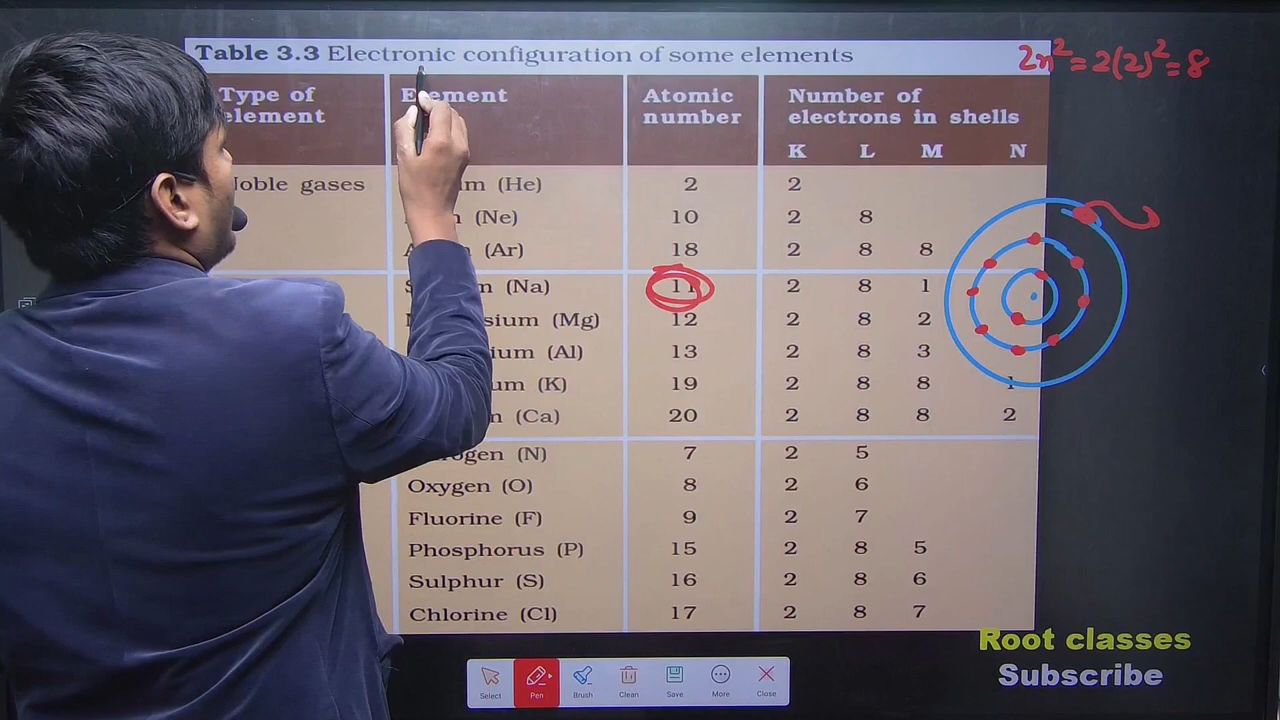 Table 3.3 Electronic configuration of some elements
2n² = 2(2)² = 8
Type of element Element Atomic number Number of electrons in shells
K L M N
Noble gases (He) 2 2
(Ne) 10 2 8
(Ar) 18 2 8 8
(Na) 11 2 8 1
(Mg) 12 2 8 2
(Al) 13 2 8 3
(K) 19 2 8 8 1
(Ca) 20 2 8 8 2
(N) 7 2 5
Oxygen (O) 8 2 6
Fluorine (F) 9 2 7
Phosphorus (P) 15 2 8 5
Sulphur (S) 16 2 8 6
Chlorine (Cl) 17 2 8 7
Root classes
Subscribe
Select Pen Brush Clean Save More Close